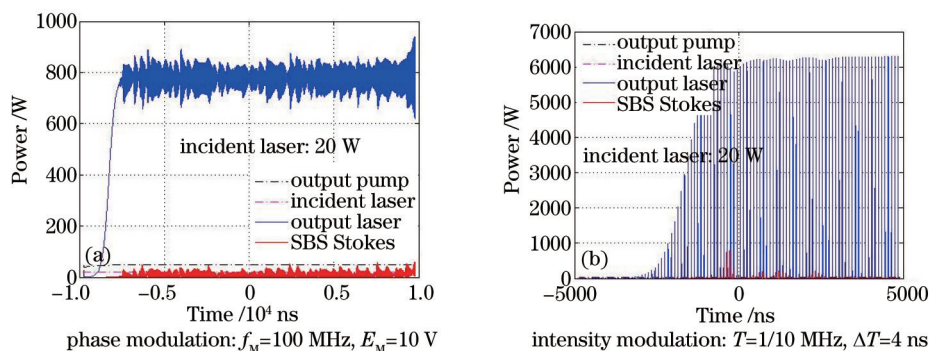 1000
800
600
400
200
0
Power /W
incident laser: 20 W
output pump
incident laser
output laser
SBS Stokes
(a)
−1.0
−0.5
0
0.5
1.0
Time /10⁴ ns
phase modulation: f_M=100 MHz, E_M=10 V
7000
6000
5000
4000
3000
2000
1000
0
Power /W
output pump
incident laser
output laser
SBS Stokes
incident laser: 20 W
(b)
−5000
0
5000
Time /ns
intensity modulation: T=1/10 MHz, ΔT=4 ns